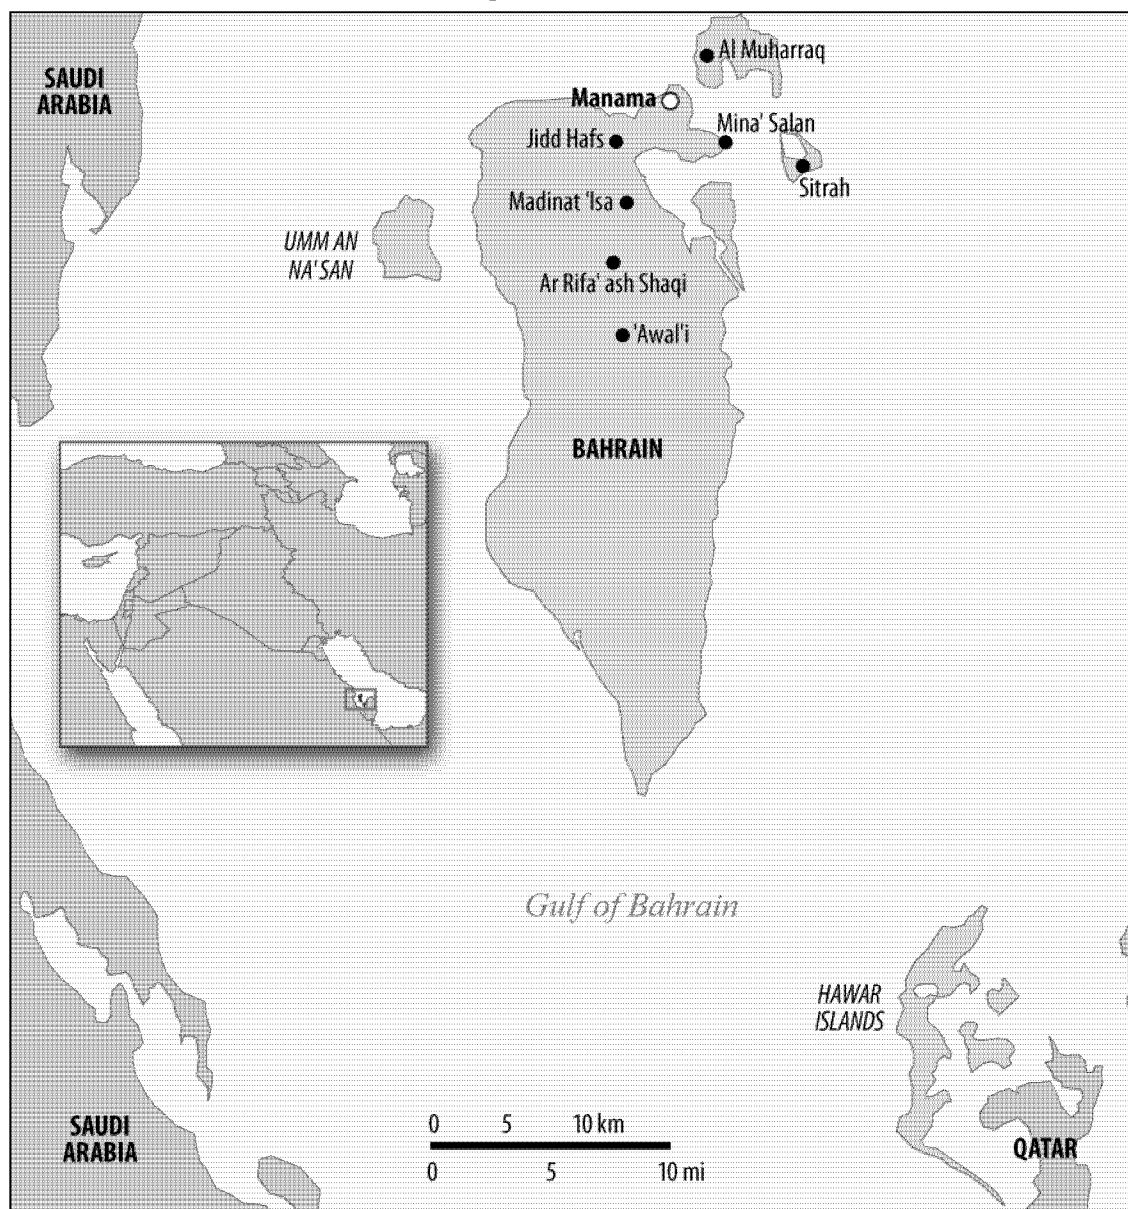 SAUDI
ARABIA
Al Muharraq
Manama
Mina' Salan
Jidd Hafs
Sitrah
Madinat 'Isa
UMM AN
NA'SAN
Ar Rifa' ash Shaqi
'Awal'i
BAHRAIN
Gulf of Bahrain
HAWAR
ISLANDS
SAUDI
ARABIA
0 5 10 km
0 5 10 mi
QATAR